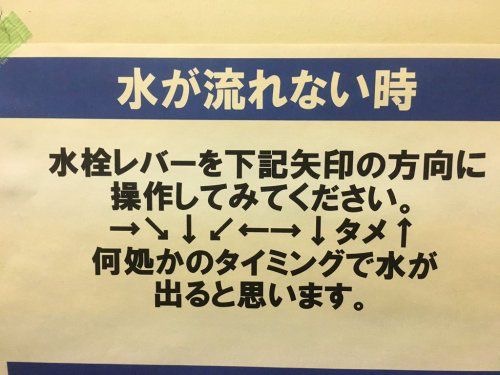 水が流れない時
水栓レバーを下記矢印の方向に
操作してみてください。
→↘↓↙←→↓タメ↑
何処かのタイミングで水が
出ると思います。